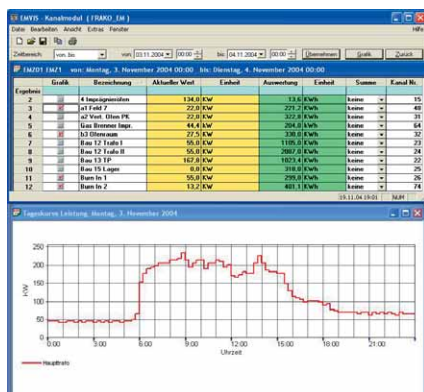 EMVIS - Kanalmodul ( FRAKO_EM )
Datei Bearbeiten Ansicht Extras Fenster Hilfe
Zeitbereich: von bis von: 03.11.2004 00:00 bis: 04.11.2004 00:00 Übernehmen Grafik Zurück
EMZ01 EMZ1 von: Montag, 3. November 2004 00:00 bis: Dienstag, 4. November 2004 00:00
Grafik Bezeichnung Aktueller Wert Einheit Auswertung Einheit Summe Kanal Nr.
Ergebnis
2 4 Imprägnieröfen 134,0 KW 13,6 KWh keine 15
3 a1 Feld 7 22,0 KW 221,2 KWh keine 40
4 a2 Vert. Ofen PK 22,0 KW 322,8 KWh keine 31
5 Gas Brenner Impr. 44,4 KW 204,0 KWh keine 64
6 b3 Ofenraum 27,5 KW 330,0 KWh keine 32
7 Bau 12 Trafo I 55,0 KW 1105,0 KWh keine 23
8 Bau 12 Trafo II 55,0 KW 2007,0 KWh keine 24
9 Bau 13 TP 167,0 KW 1023,4 KWh keine 22
10 Bau 15 Lager 0,0 KW 310,0 KWh keine 25
11 Burn In 1 55,0 KW 299,0 KWh keine 26
12 Burn In 2 13,2 KW 401,1 KWh keine 74
19.11.04 19:01 NUM
Tageskurve Leistung, Montag, 3. November 2004
250
200
150
100
50
0
KW
0:00 3:00 6:00 9:00 12:00 15:00 18:00 21:00
Uhrzeit
Haupttrafo